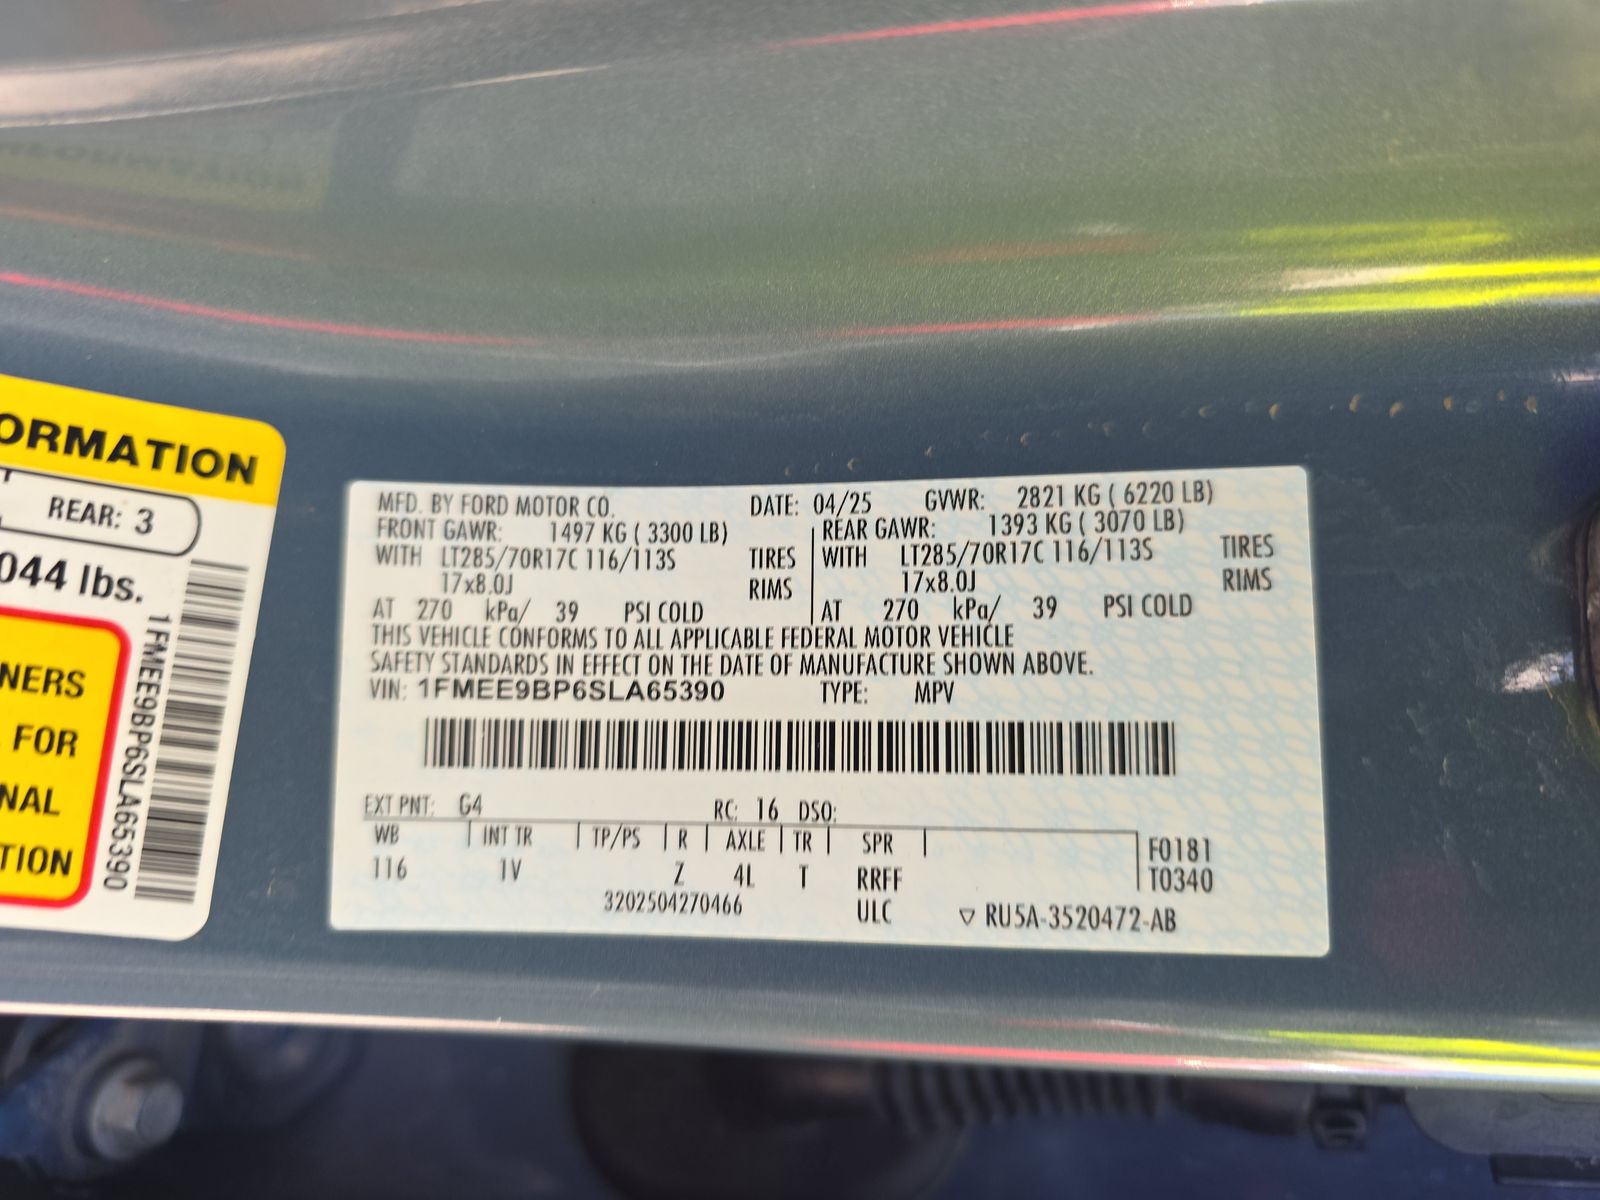 ORMATION
REAR: 3
044 lbs.
NERS
FOR
NAL
TION
1FMEE9BP6SLA65390
MFD. BY FORD MOTOR CO. DATE: 04/25 GVWR: 2821 KG ( 6220 LB)
FRONT GAWR: 1497 KG ( 3300 LB) REAR GAWR: 1393 KG ( 3070 LB)
WITH LT285/70R17C 116/113S TIRES WITH LT285/70R17C 116/113S TIRES
17x8.0J RIMS 17x8.0J RIMS
AT 270 kPa/ 39 PSI COLD AT 270 kPa/ 39 PSI COLD
THIS VEHICLE CONFORMS TO ALL APPLICABLE FEDERAL MOTOR VEHICLE
SAFETY STANDARDS IN EFFECT ON THE DATE OF MANUFACTURE SHOWN ABOVE.
VIN: 1FMEE9BP6SLA65390 TYPE: MPV
EXT PNT: G4 RC: 16 DSO:
WB INT TR TP/PS R AXLE TR SPR F0181
116 1V Z 4L T RRFF T0340
3202504270466 ULC ▽ RU5A-3520472-AB